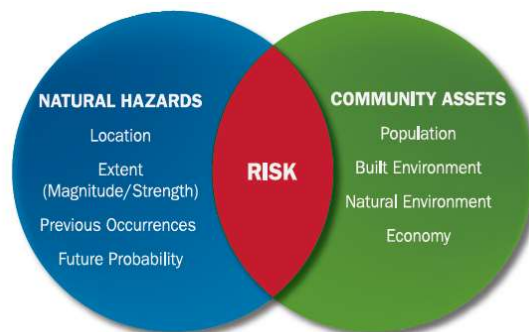 NATURAL HAZARDS
Location
Extent
(Magnitude/Strength)
Previous Occurrences
Future Probability
RISK
COMMUNITY ASSETS
Population
Built Environment
Natural Environment
Economy